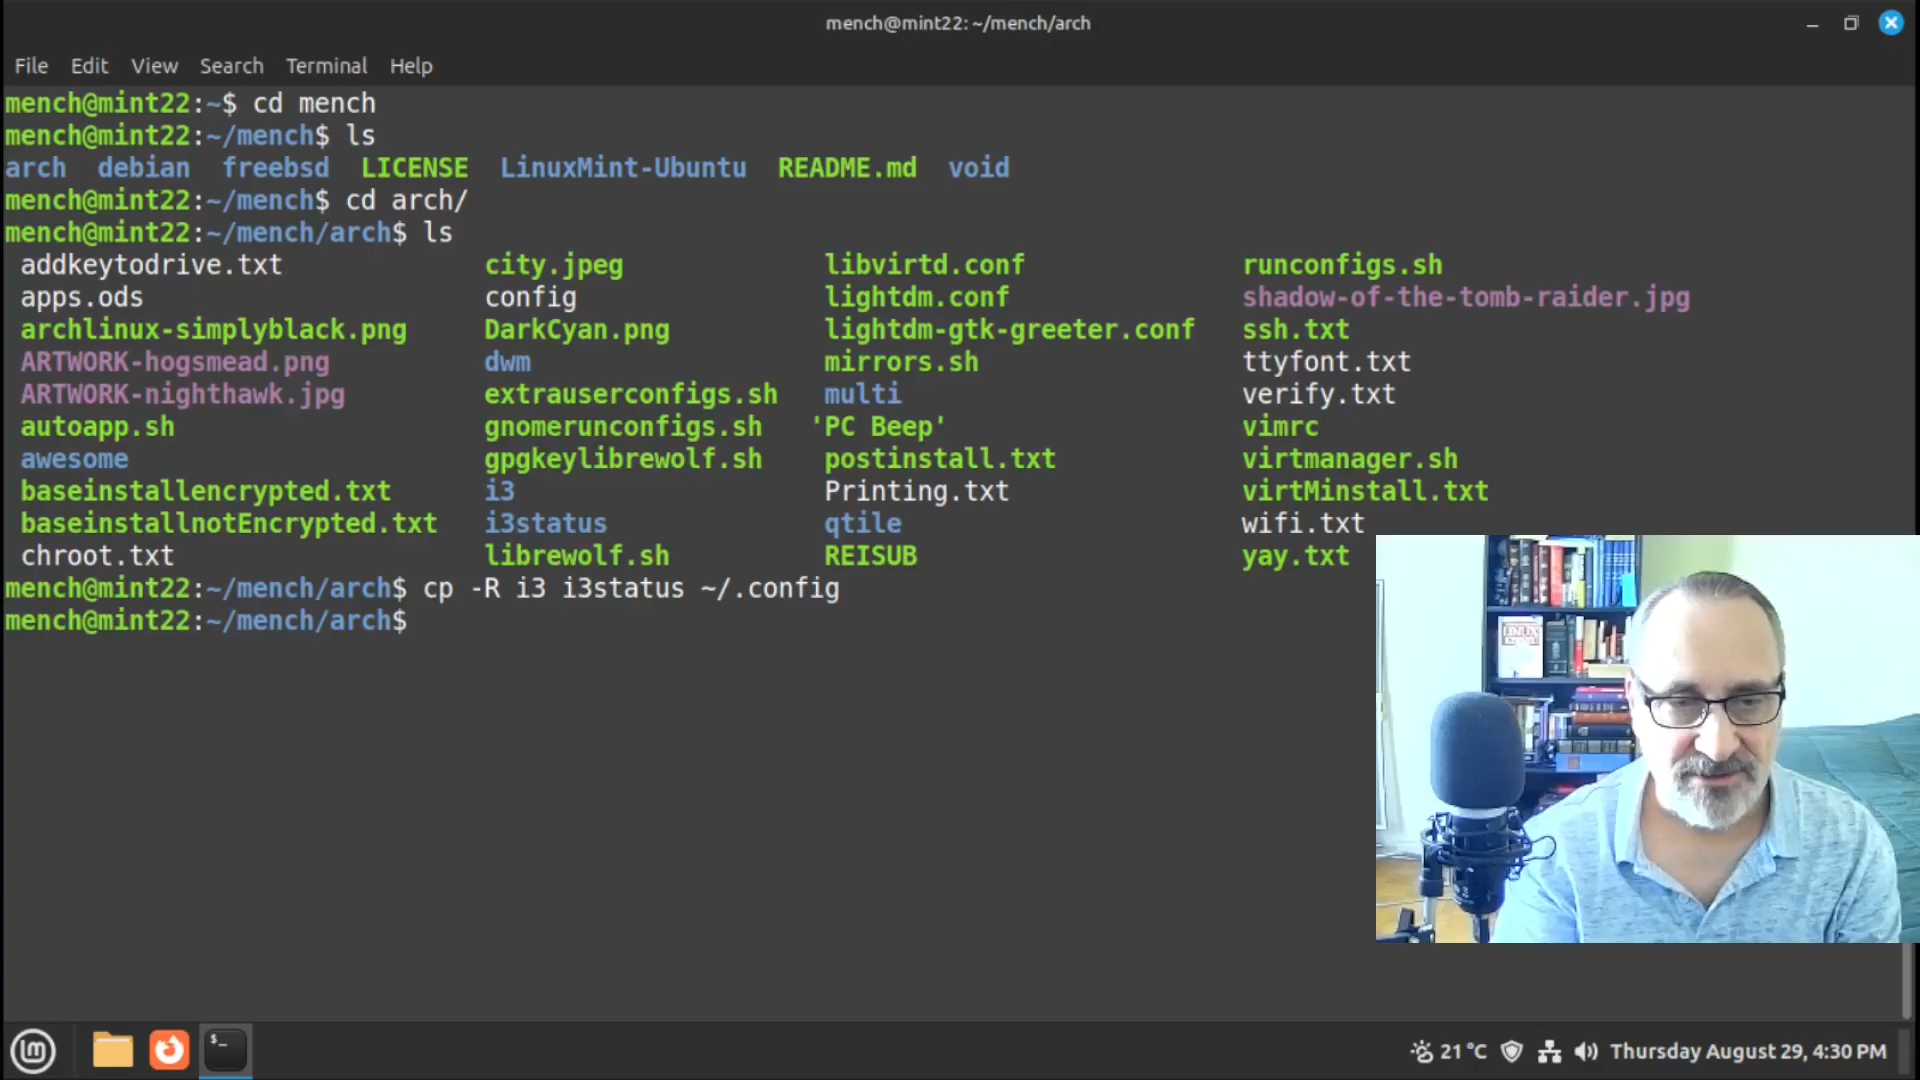 mench@mint22: ~/mench/arch
File Edit View Search Terminal Help
mench@mint22:~$ cd mench
mench@mint22:~/mench$ ls
arch debian freebsd LICENSE LinuxMint-Ubuntu README.md void
mench@mint22:~/mench$ cd arch/
mench@mint22:~/mench/arch$ ls
addkeytodrive.txt city.jpeg libvirtd.conf runconfigs.sh
apps.ods config lightdm.conf shadow-of-the-tomb-raider.jpg
archlinux-simplyblack.png DarkCyan.png lightdm-gtk-greeter.conf ssh.txt
ARTWORK-hogsmead.png dwm mirrors.sh ttyfont.txt
ARTWORK-nighthawk.jpg extrauserconfigs.sh multi verify.txt
autoapp.sh gnomerunconfigs.sh 'PC Beep' vimrc
awesome gpgkeylibrewolf.sh postinstall.txt virtmanager.sh
baseinstallencrypted.txt i3 Printing.txt virtMinstall.txt
baseinstallnotEncrypted.txt i3status qtile wifi.txt
chroot.txt librewolf.sh REISUB yay.txt
mench@mint22:~/mench/arch$ cp -R i3 i3status ~/.config
mench@mint22:~/mench/arch$
LINUX
$_
21 °C Thursday August 29, 4:30 PM